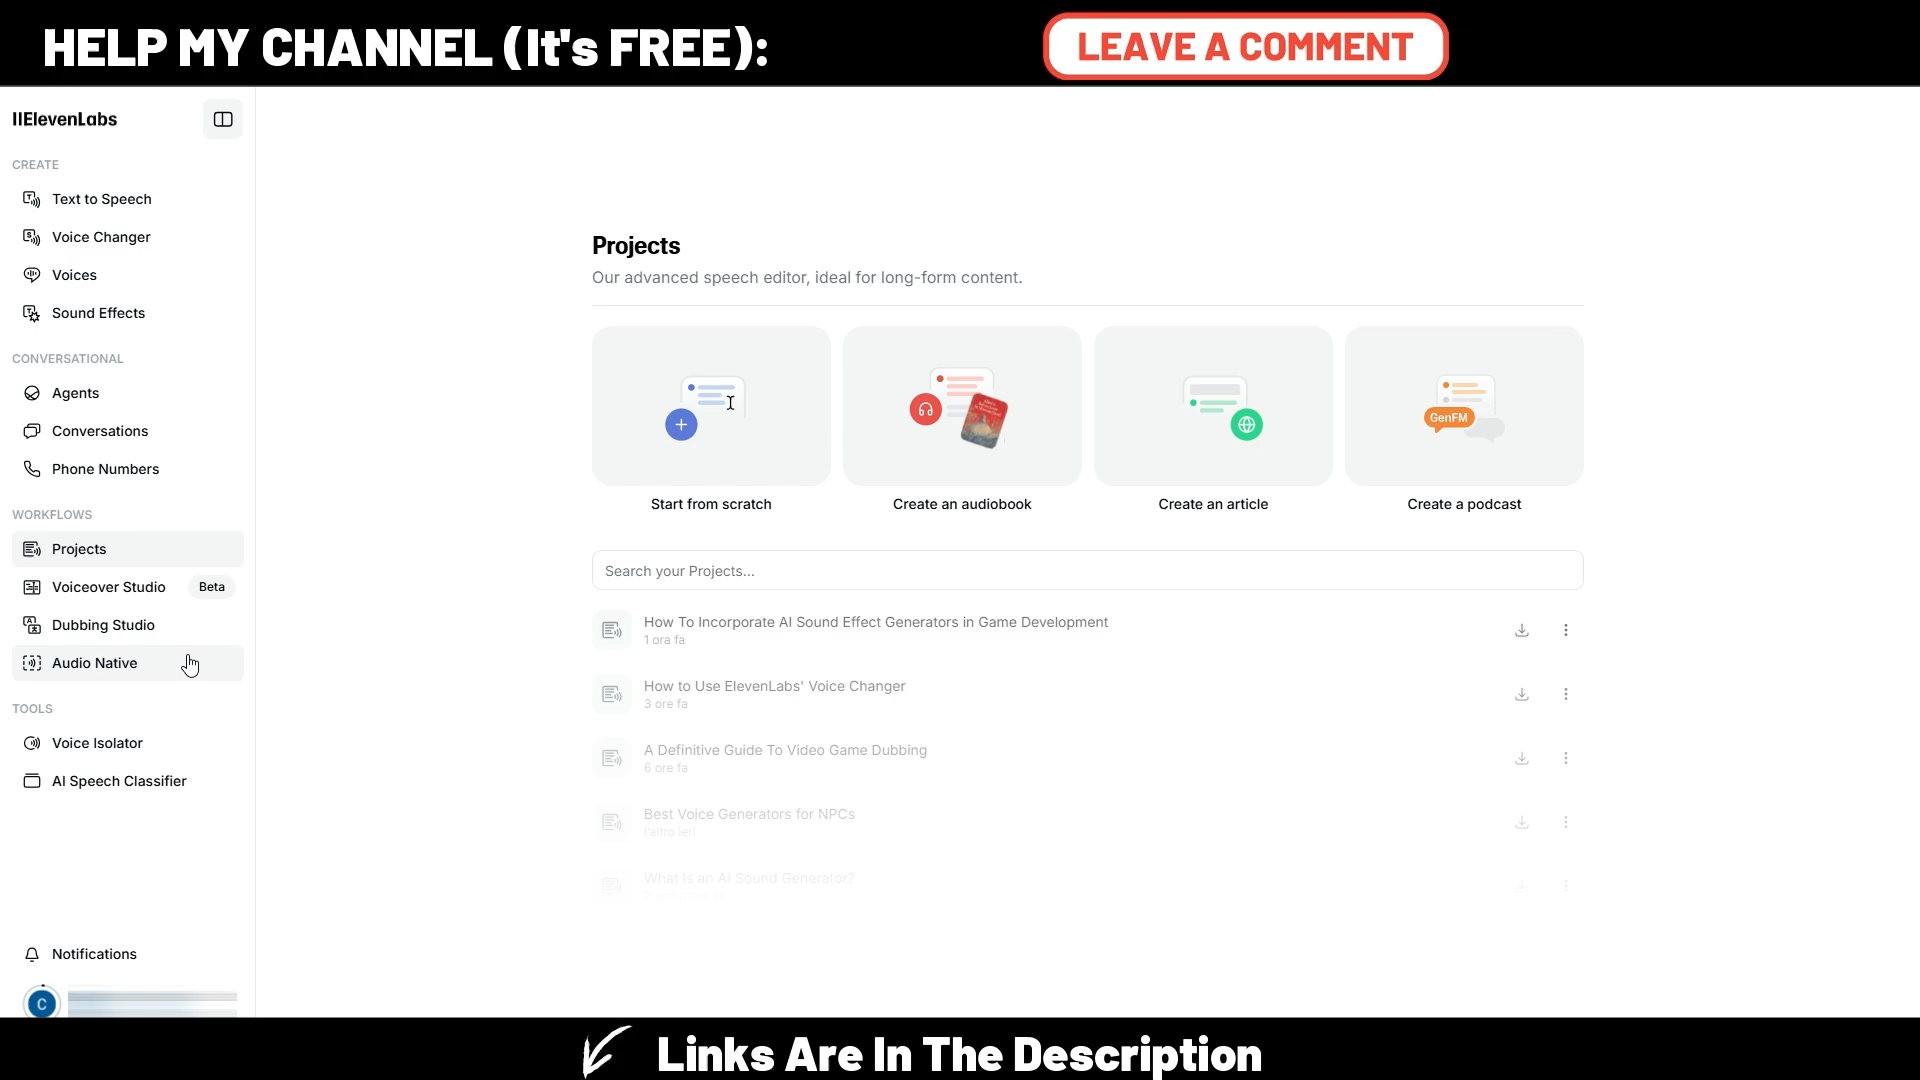 HELP MY CHANNEL (It's FREE):
LEAVE A COMMENT
IIElevenLabs
CREATE
Text to Speech
Voice Changer
Voices
Sound Effects
CONVERSATIONAL
Agents
Conversations
Phone Numbers
WORKFLOWS
Projects
Voiceover Studio Beta
Dubbing Studio
Audio Native
TOOLS
Voice Isolator
AI Speech Classifier
Notifications
C
Projects
Our advanced speech editor, ideal for long-form content.
GenFM
Start from scratch
Create an audiobook
Create an article
Create a podcast
Search your Projects...
How To Incorporate AI Sound Effect Generators in Game Development
1 ora fa
How to Use ElevenLabs' Voice Changer
3 ore fa
A Definitive Guide To Video Game Dubbing
6 ore fa
Best Voice Generators for NPCs
l'altro ieri
What Is an AI Sound Generator?
Links Are In The Description